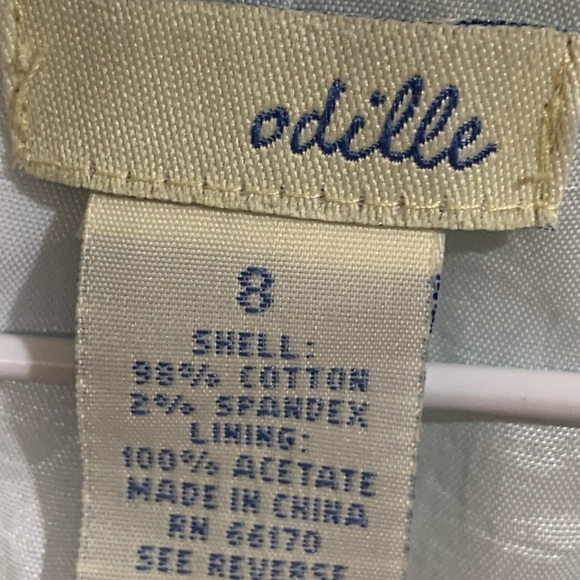 odille
8
SHELL:
98% COTTON
2% SPANDEX
LINING:
100% ACETATE
MADE IN CHINA
RN 66170
SEE REVERSE